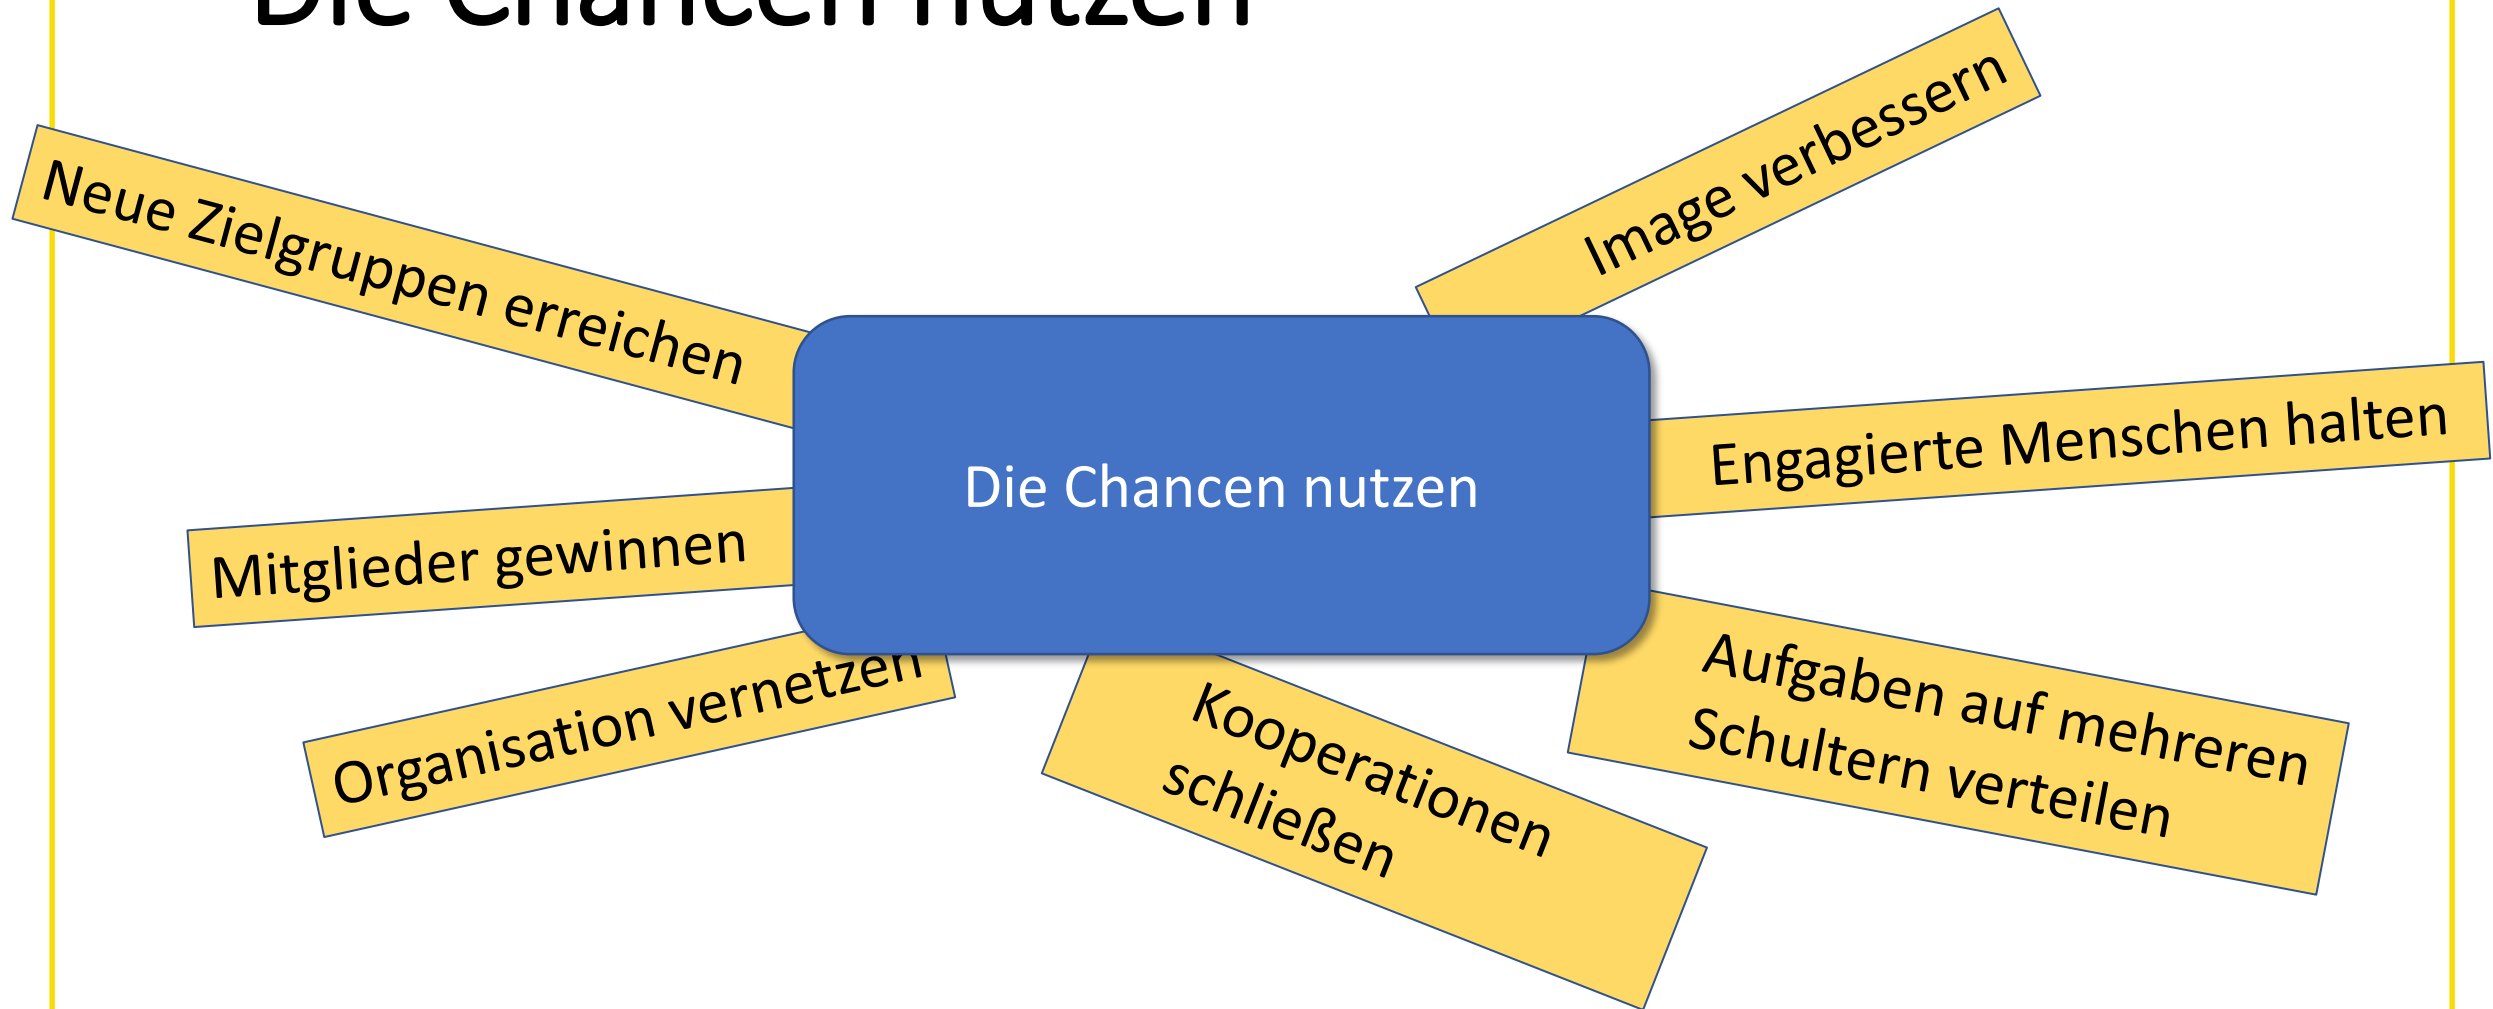 Die Chancen nutzen
Image verbessern
Neue Zielgruppen erreichen
Engagierte Menschen halten
Die Chancen nutzen
Mitglieder gewinnen
Organisation vernetzen
Kooperationen
schließen
Aufgaben auf mehreren
Schultern verteilen